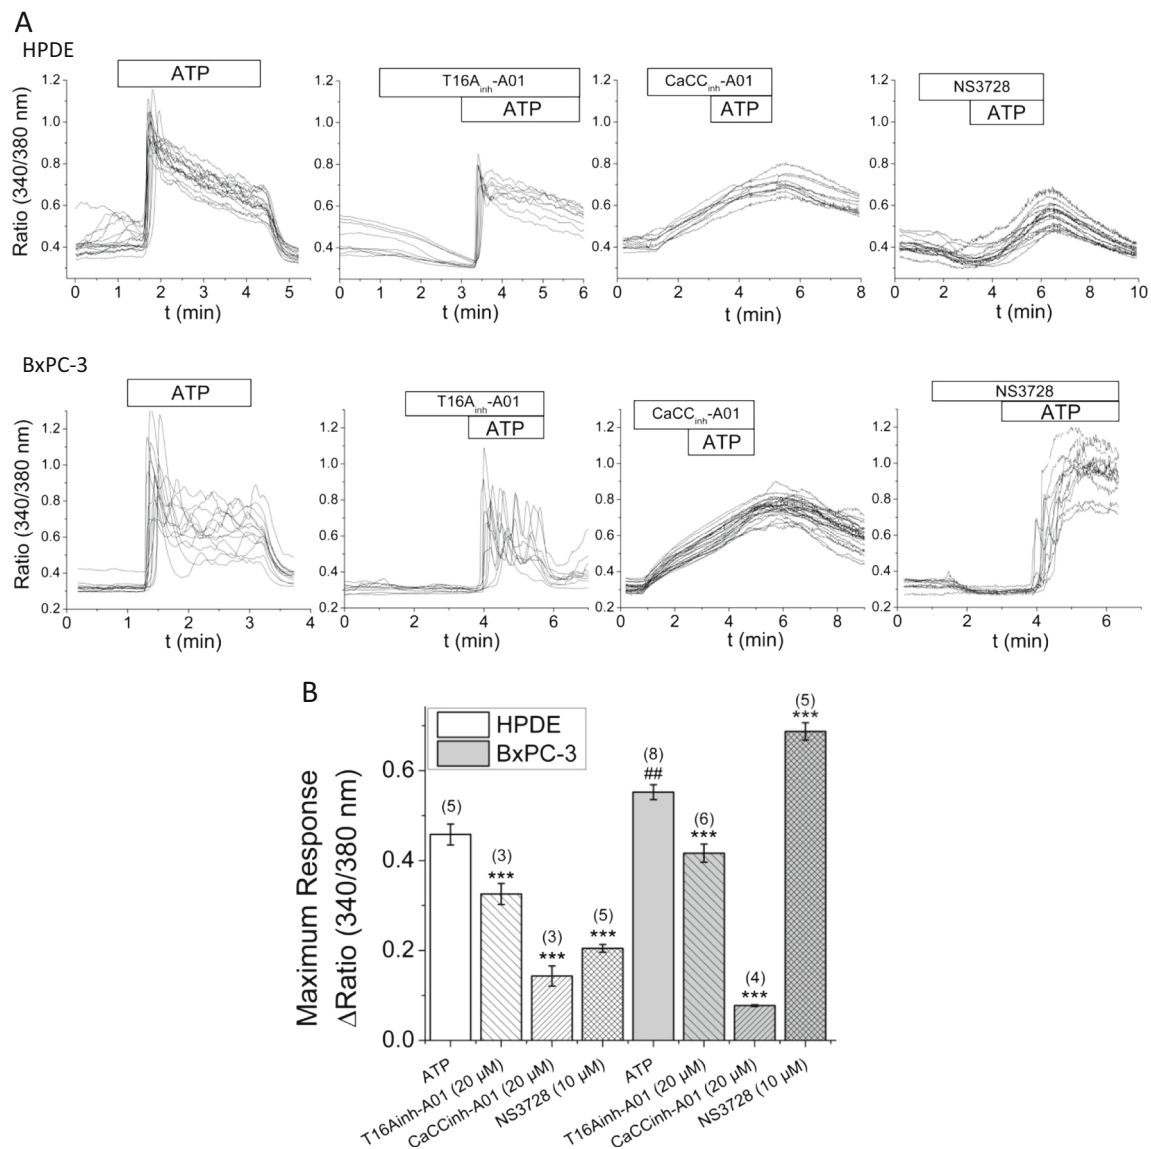 A
HPDE
ATP
Ratio (340/380 nm)
1.2
1.0
0.8
0.6
0.4
0 1 2 3 4 5
t (min)
T16Ainh-A01
ATP
1.2
1.0
0.8
0.6
0.4
0 1 2 3 4 5 6
t (min)
CaCCinh-A01
ATP
1.2
1.0
0.8
0.6
0.4
0 2 4 6 8
t (min)
NS3728
ATP
1.2
1.0
0.8
0.6
0.4
0 2 4 6 8 10
t (min)
BxPC-3
ATP
Ratio (340/380 nm)
1.2
1.0
0.8
0.6
0.4
0.2
0 1 2 3 4
t (min)
T16Ainh-A01
ATP
1.2
1.0
0.8
0.6
0.4
0.2
0 2 4 6
t (min)
CaCCinh-A01
ATP
1.2
1.0
0.8
0.6
0.4
0.2
0 2 4 6 8
t (min)
NS3728
ATP
1.2
1.0
0.8
0.6
0.4
0.2
0 2 4 6
t (min)
B
HPDE
BxPC-3
Maximum Response
ΔRatio (340/380 nm)
0.6
0.4
0.2
0.0
(5)
(3)
***
(3)
***
(5)
***
(8)
##
(6)
***
(4)
***
(5)
***
ATP
T16Ainh-A01 (20 µM)
CaCCinh-A01 (20 µM)
NS3728 (10 µM)
ATP
T16Ainh-A01 (20 µM)
CaCCinh-A01 (20 µM)
NS3728 (10 µM)